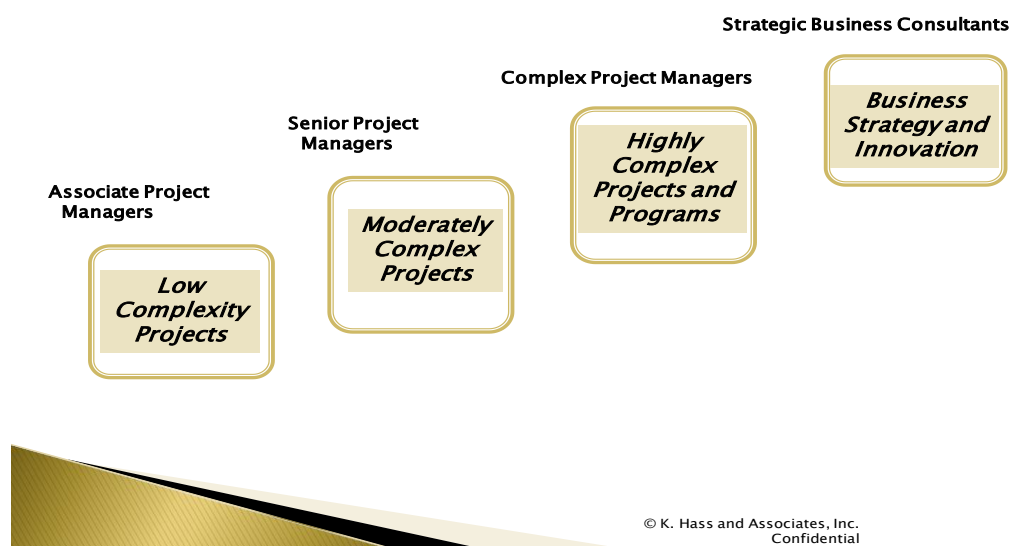 Strategic Business Consultants
Business
Strategy and
Innovation
Complex Project Managers
Highly
Complex
Projects and
Programs
Senior Project
Managers
Moderately
Complex
Projects
Associate Project
Managers
Low
Complexity
Projects
© K. Hass and Associates, Inc.
Confidential